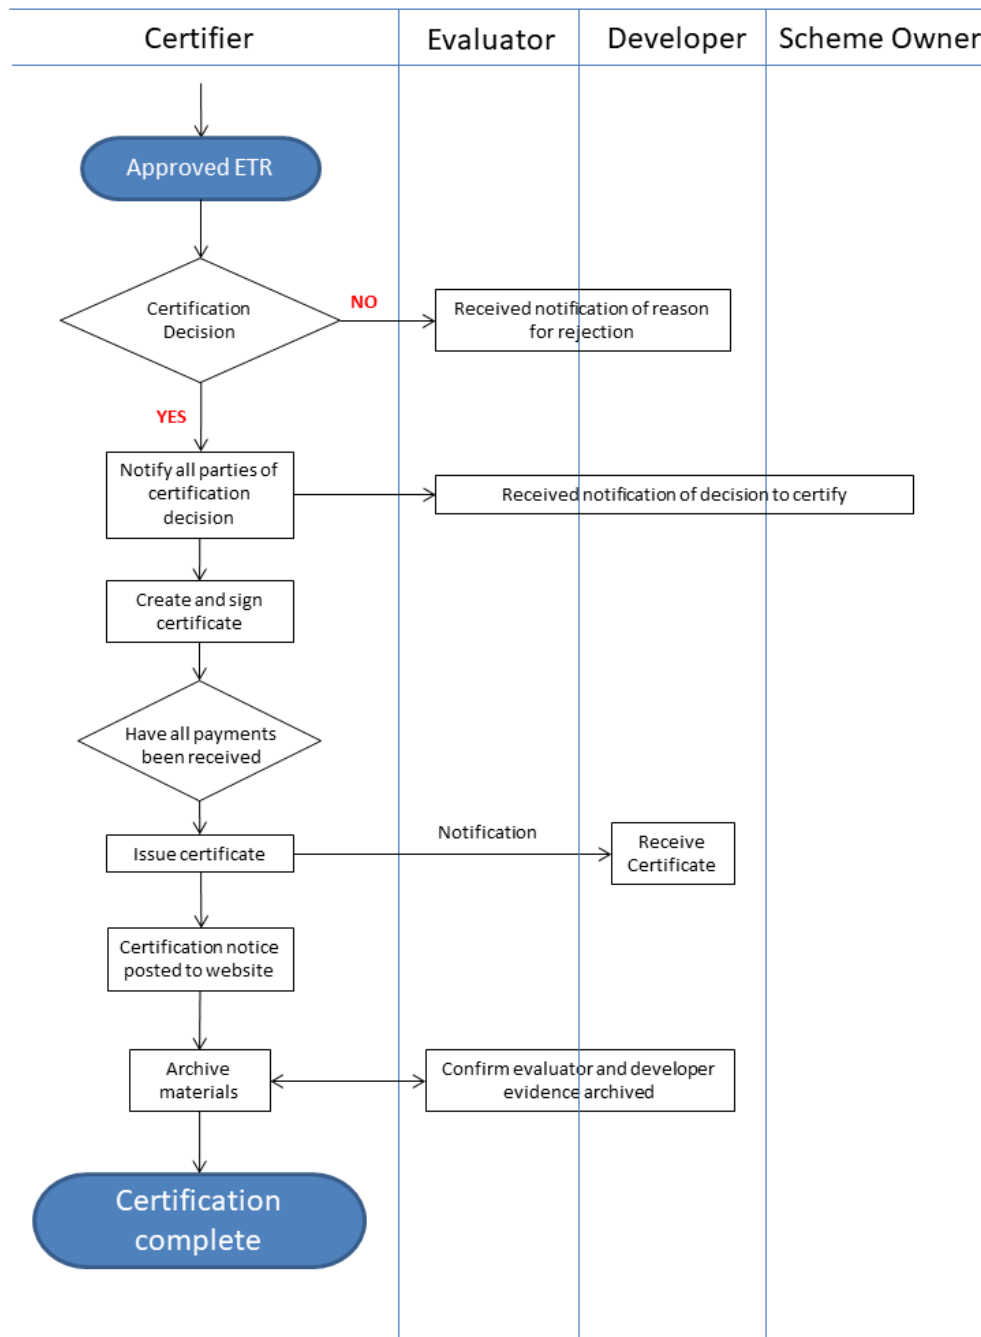 Certifier
Evaluator
Developer
Scheme Owner
Approved ETR
Certification
Decision
NO
Received notification of reason
for rejection
YES
Notify all parties of
certification
decision
Received notification of decision to certify
Create and sign
certificate
Have all payments
been received
Issue certificate
Notification
Receive
Certificate
Certification notice
posted to website
Archive
materials
Confirm evaluator and developer
evidence archived
Certification
complete